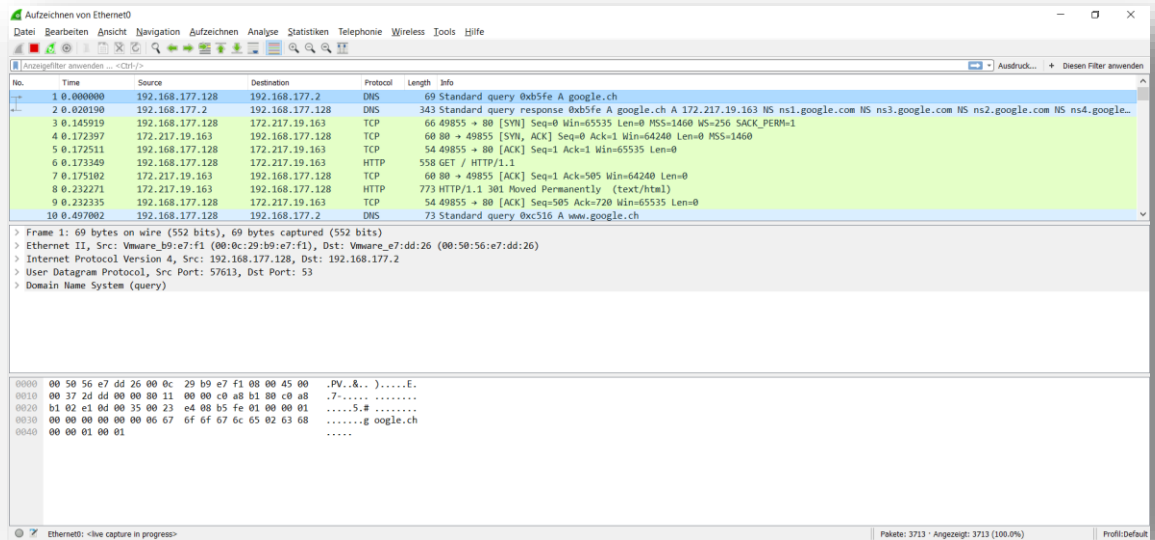 Aufzeichnen von Ethernet0
Datei Bearbeiten Ansicht Navigation Aufzeichnen Analyse Statistiken Telephonie Wireless Tools Hilfe
Anzeigefilter anwenden ... <Ctrl-/> Ausdruck... + Diesen Filter anwenden
No. Time Source Destination Protocol Length Info
1 0.000000 192.168.177.128 192.168.177.2 DNS 69 Standard query 0xb5fe A google.ch
2 0.020190 192.168.177.2 192.168.177.128 DNS 343 Standard query response 0xb5fe A google.ch A 172.217.19.163 NS ns1.google.com NS ns3.google.com NS ns2.google.com NS ns4.google...
3 0.145919 192.168.177.128 172.217.19.163 TCP 66 49855 → 80 [SYN] Seq=0 Win=65535 Len=0 MSS=1460 WS=256 SACK_PERM=1
4 0.172397 172.217.19.163 192.168.177.128 TCP 60 80 → 49855 [SYN, ACK] Seq=0 Ack=1 Win=64240 Len=0 MSS=1460
5 0.172511 192.168.177.128 172.217.19.163 TCP 54 49855 → 80 [ACK] Seq=1 Ack=1 Win=65535 Len=0
6 0.173349 192.168.177.128 172.217.19.163 HTTP 558 GET / HTTP/1.1
7 0.175102 172.217.19.163 192.168.177.128 TCP 60 80 → 49855 [ACK] Seq=1 Ack=505 Win=64240 Len=0
8 0.232271 172.217.19.163 192.168.177.128 HTTP 773 HTTP/1.1 301 Moved Permanently (text/html)
9 0.232335 192.168.177.128 172.217.19.163 TCP 54 49855 → 80 [ACK] Seq=505 Ack=720 Win=65535 Len=0
10 0.497002 192.168.177.128 192.168.177.2 DNS 73 Standard query 0xc516 A www.google.ch
> Frame 1: 69 bytes on wire (552 bits), 69 bytes captured (552 bits)
> Ethernet II, Src: Vmware_b9:e7:f1 (00:0c:29:b9:e7:f1), Dst: Vmware_e7:dd:26 (00:50:56:e7:dd:26)
> Internet Protocol Version 4, Src: 192.168.177.128, Dst: 192.168.177.2
> User Datagram Protocol, Src Port: 57613, Dst Port: 53
> Domain Name System (query)
0000 00 50 56 e7 dd 26 00 0c 29 b9 e7 f1 08 00 45 00 .PV..&.. ).....E.
0010 00 37 2d dd 00 00 80 11 00 00 c0 a8 b1 80 c0 a8 .7-..... ........
0020 b1 02 e1 0d 00 35 00 23 e4 08 b5 fe 01 00 00 01 .....5.# ........
0030 00 00 00 00 00 00 06 67 6f 6f 67 6c 65 02 63 68 .......g oogle.ch
0040 00 00 01 00 01 .....
Ethernet0: <live capture in progress> Pakete: 3713 · Angezeigt: 3713 (100.0%) Profil:Default